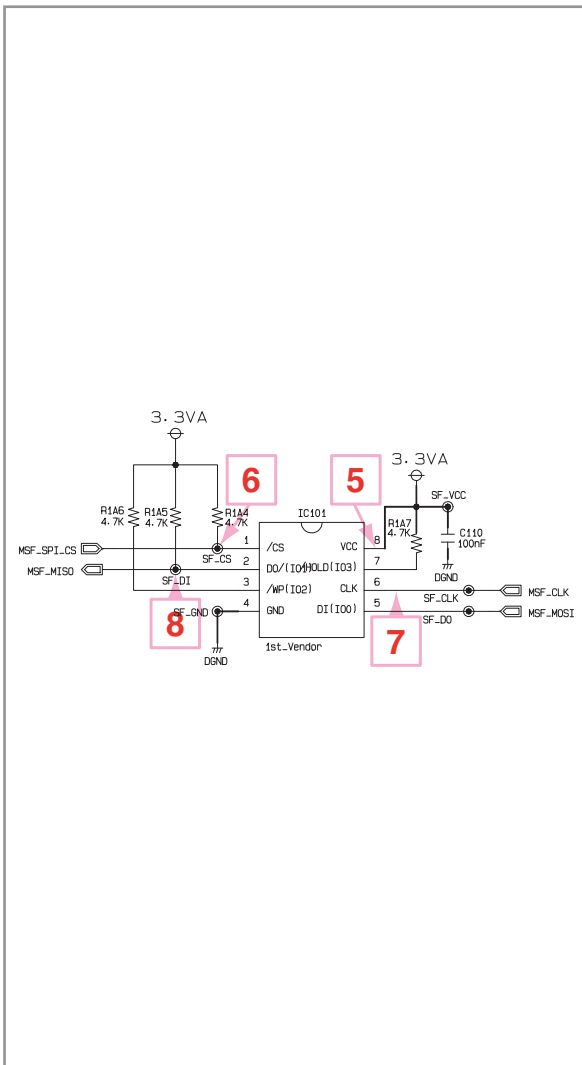 3.3VA
3.3VA
6
5
SF_VCC
R1A6
4.7K
R1A5
4.7K
R1A4
4.7K
IC101
R1A7
4.7K
C110
100nF
MSF_SPI_CS
SF_CS
1
/CS
VCC
8
DGND
MSF_MISO
SF_DI
2
DO/(IO1)
/HOLD(IO3)
7
3
/WP(IO2)
CLK
6
SF_CLK
MSF_CLK
8
SF_GND
4
GND
DI(IO0)
5
SF_DO
MSF_MOSI
7
DGND
1st_Vendor